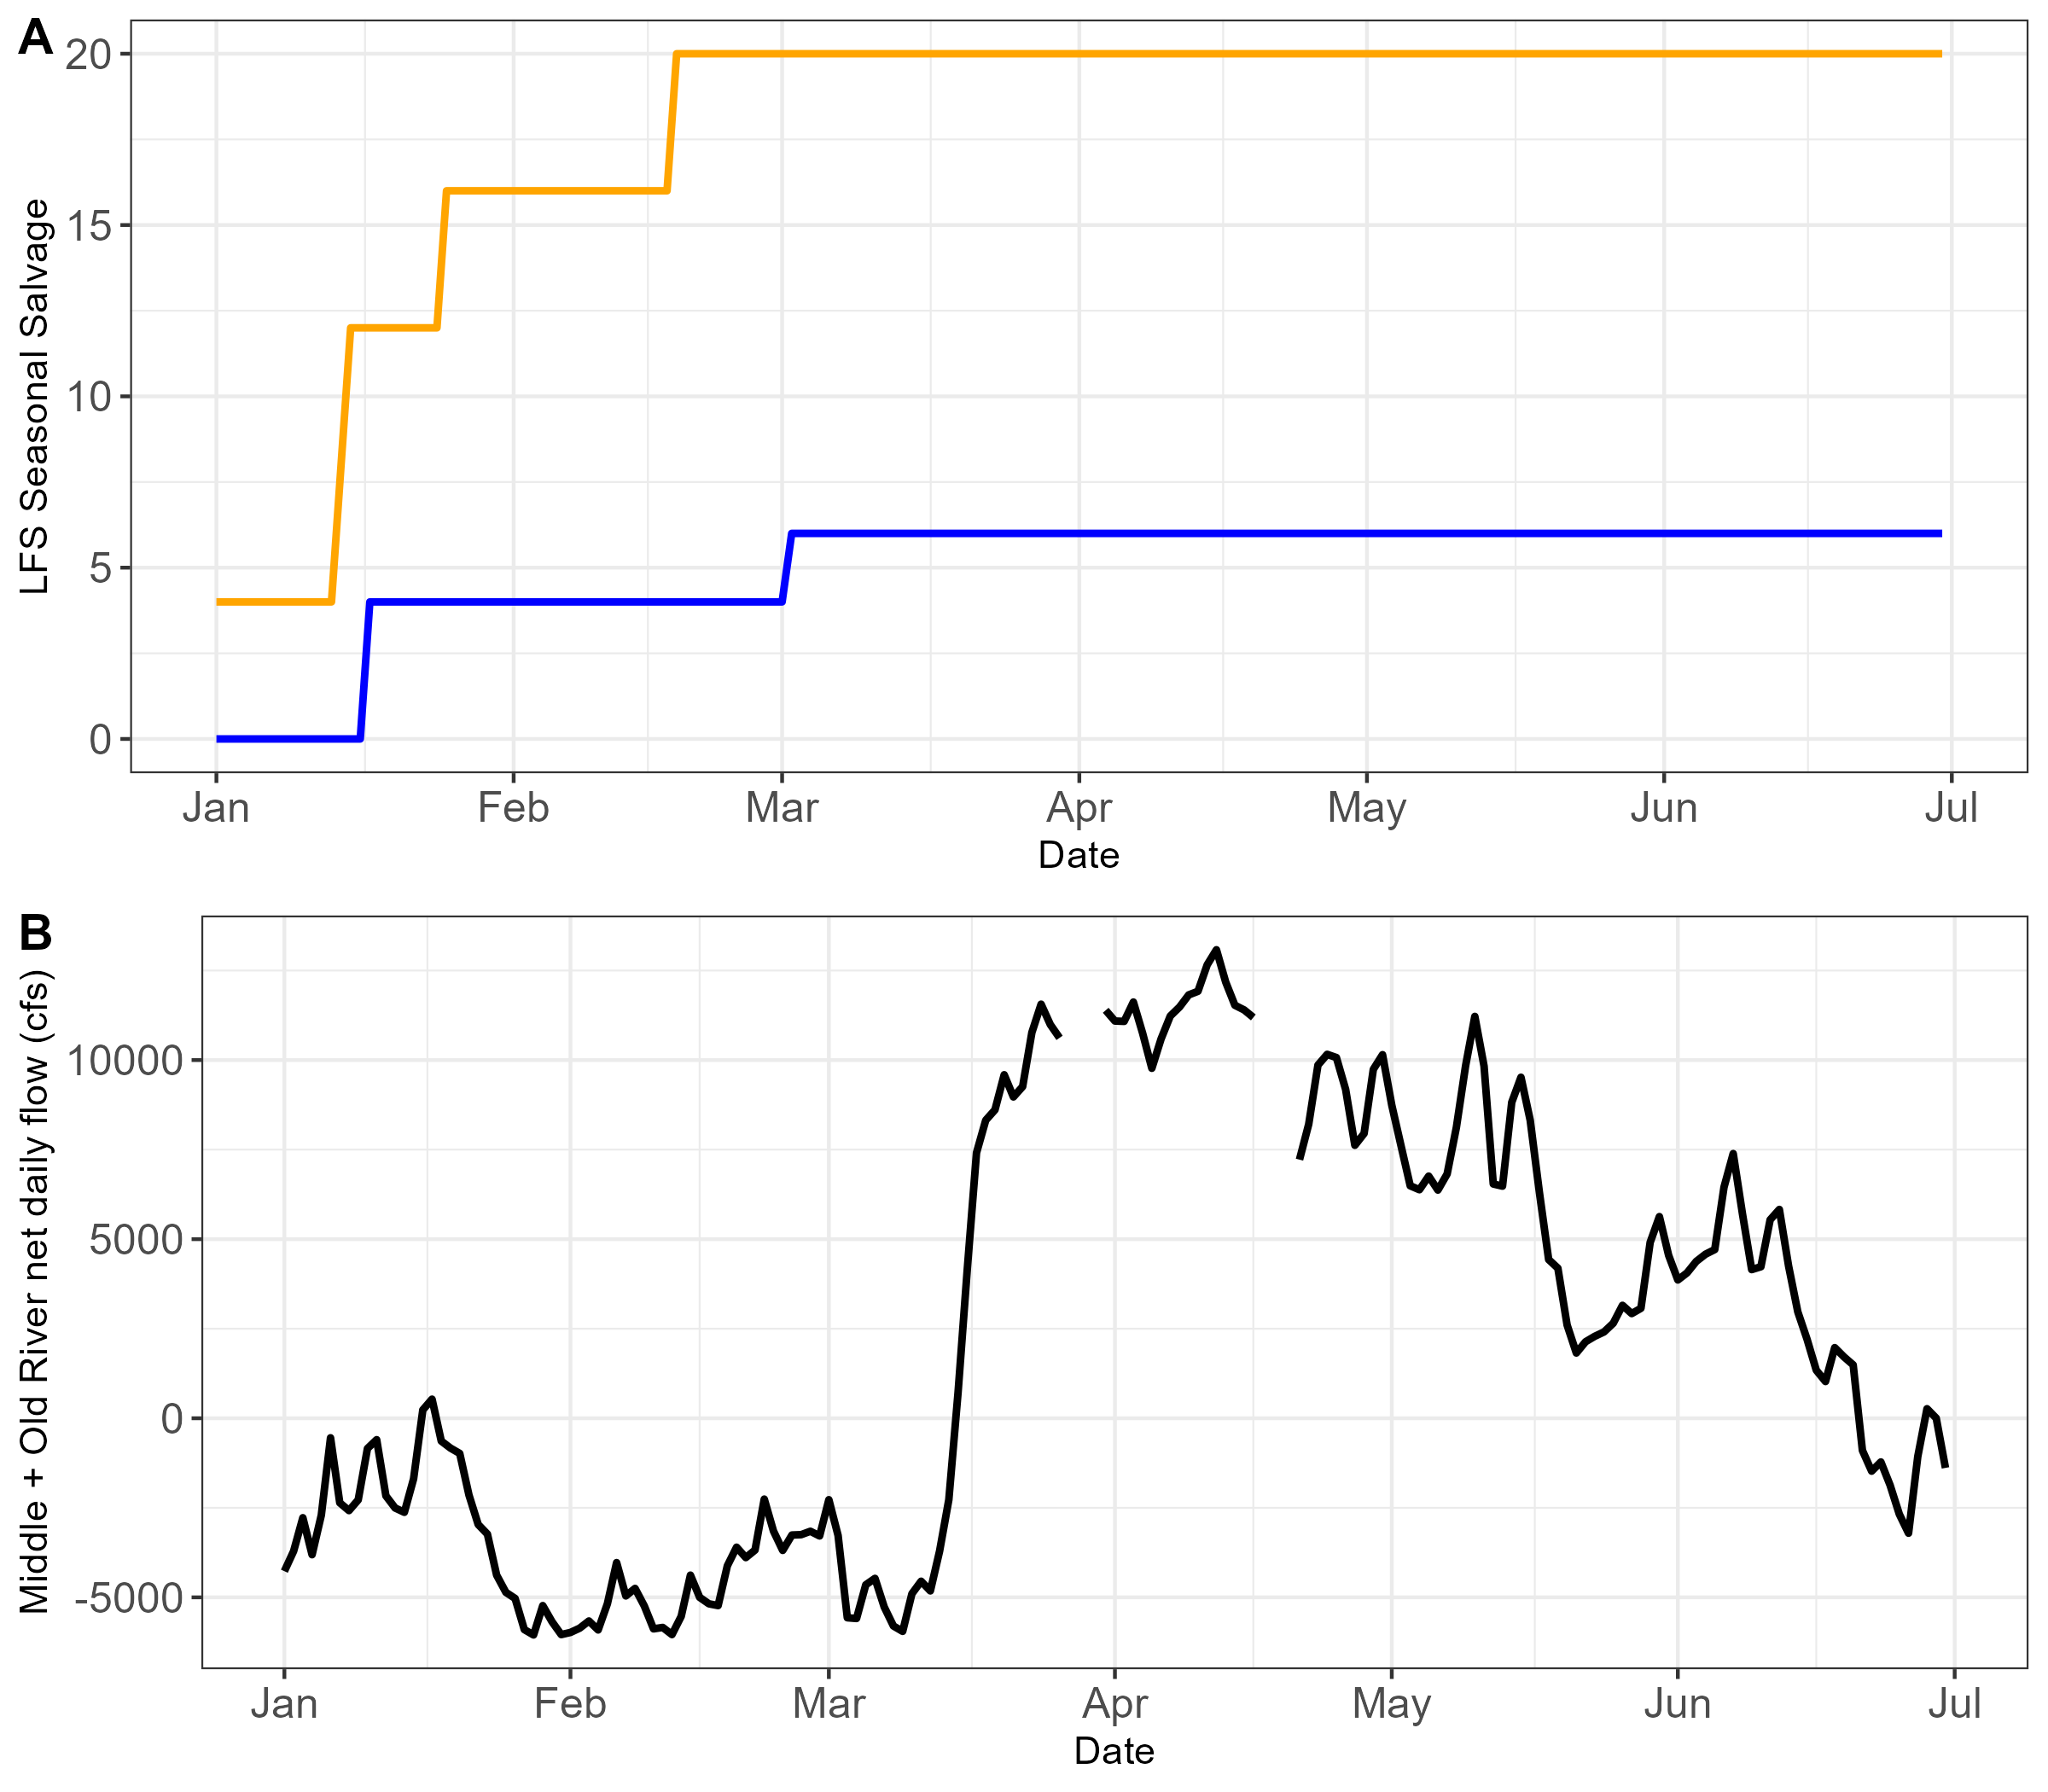 A
LFS Seasonal Salvage
20
15
10
5
0
Jan Feb Mar Apr May Jun Jul
Date
B
Middle + Old River net daily flow (cfs)
10000
5000
0
-5000
Jan Feb Mar Apr May Jun Jul
Date